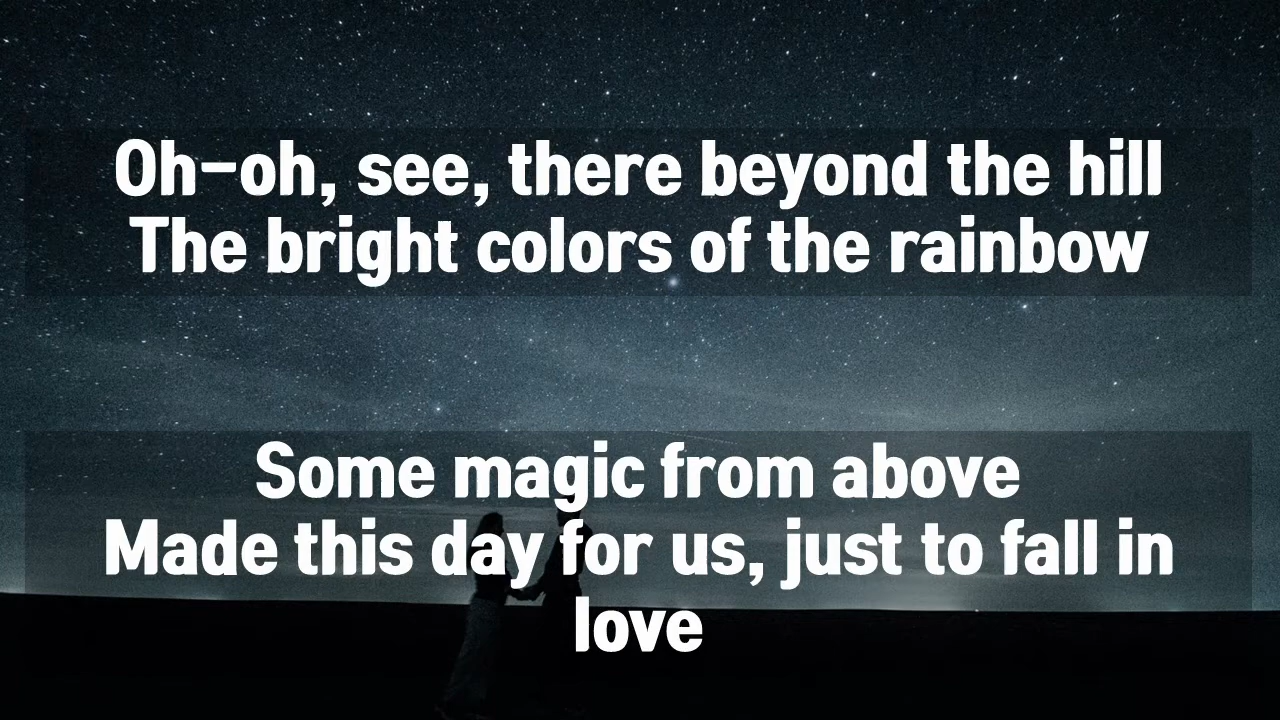 Oh-oh, see, there beyond the hill
The bright colors of the rainbow
Some magic from above
Made this day for us, just to fall in
love